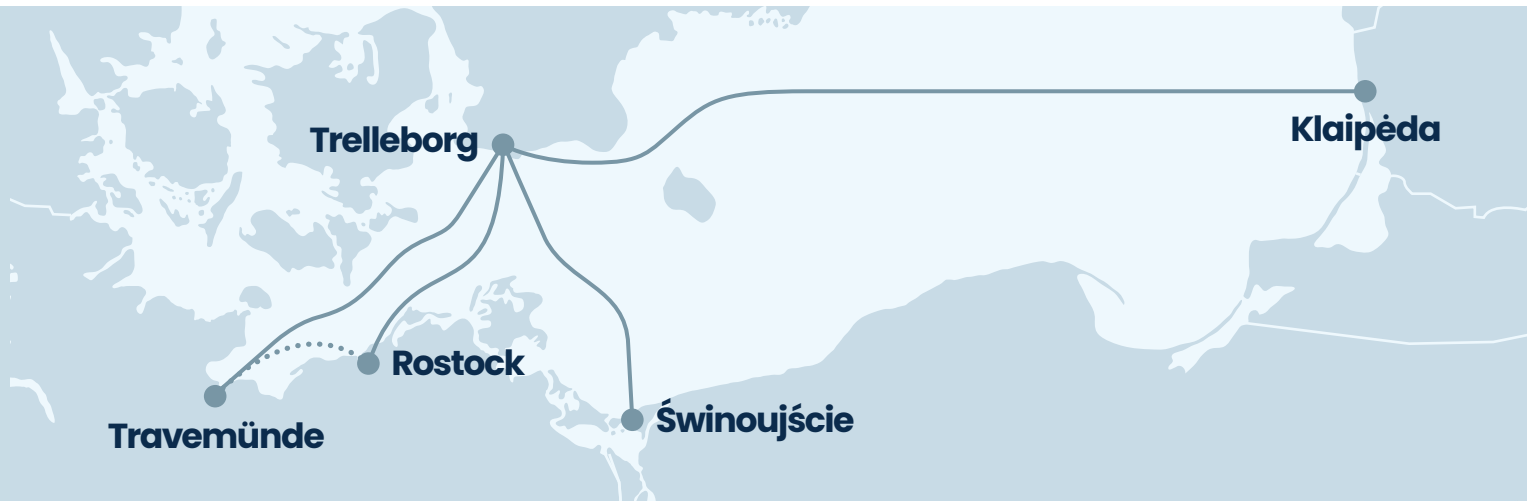 Trelleborg
Klaipėda
Rostock
Świnoujście
Travemünde